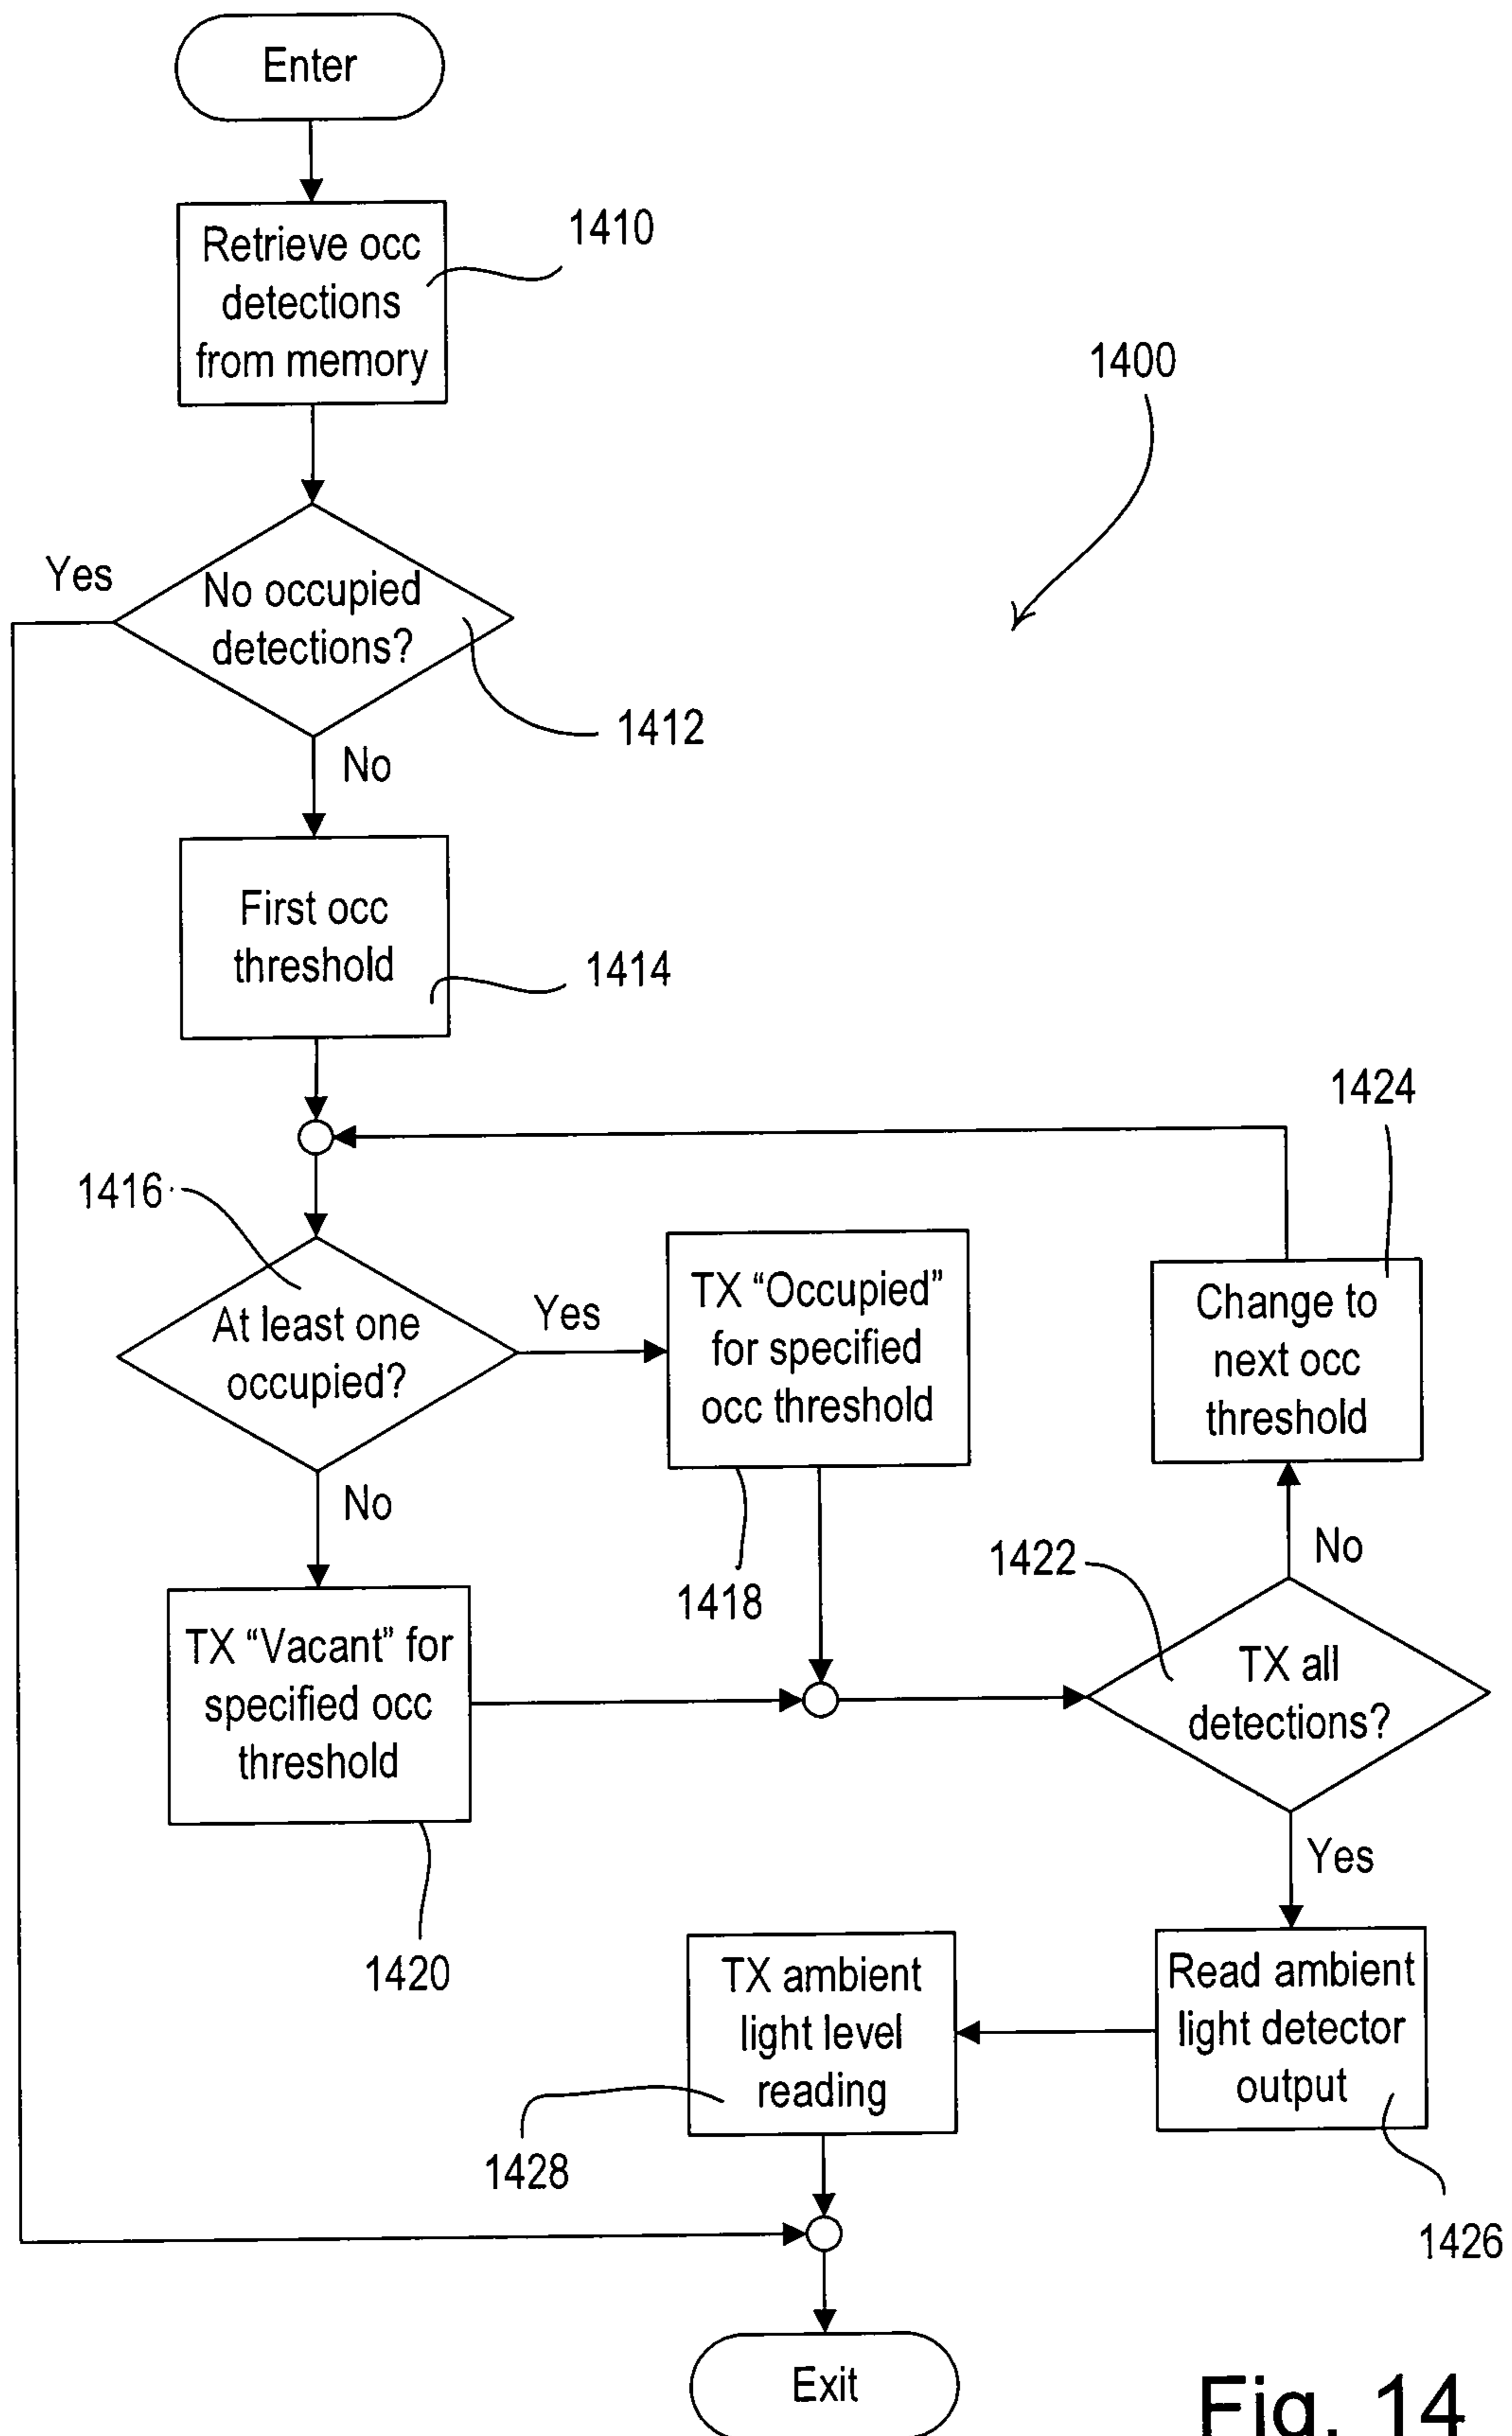 Enter
Retrieve occ
detections
from memory
1410
1400
Yes
No occupied
detections?
1412
No
First occ
threshold
1414
1424
1416
At least one
occupied?
Yes
TX “Occupied”
for specified
occ threshold
Change to
next occ
threshold
No
1418
1422
No
TX “Vacant” for
specified occ
threshold
TX all
detections?
Yes
1420
TX ambient
light level
reading
Read ambient
light detector
output
1428
1426
Exit
Fig. 14